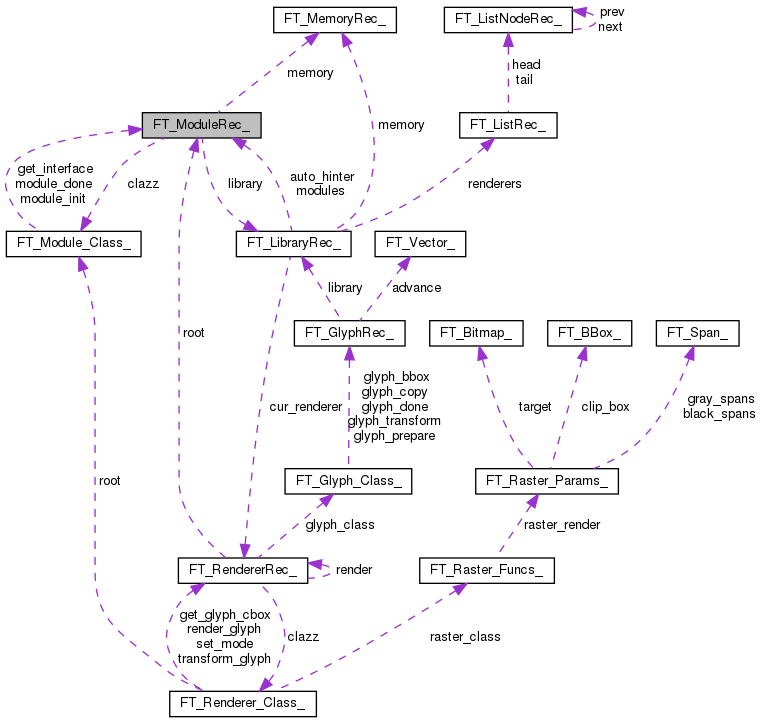 FT_MemoryRec_
FT_ListNodeRec_
prev
next
memory
head
tail
FT_ModuleRec_
memory
FT_ListRec_
get_interface
module_done
module_init
clazz
library
auto_hinter
modules
renderers
FT_Module_Class_
FT_LibraryRec_
FT_Vector_
library
advance
root
FT_GlyphRec_
FT_Bitmap_
FT_BBox_
FT_Span_
glyph_bbox
glyph_copy
glyph_done
glyph_transform
glyph_prepare
cur_renderer
target
clip_box
gray_spans
black_spans
root
FT_Glyph_Class_
FT_Raster_Params_
glyph_class
raster_render
FT_RendererRec_
render
FT_Raster_Funcs_
get_glyph_cbox
render_glyph
set_mode
transform_glyph
clazz
raster_class
FT_Renderer_Class_